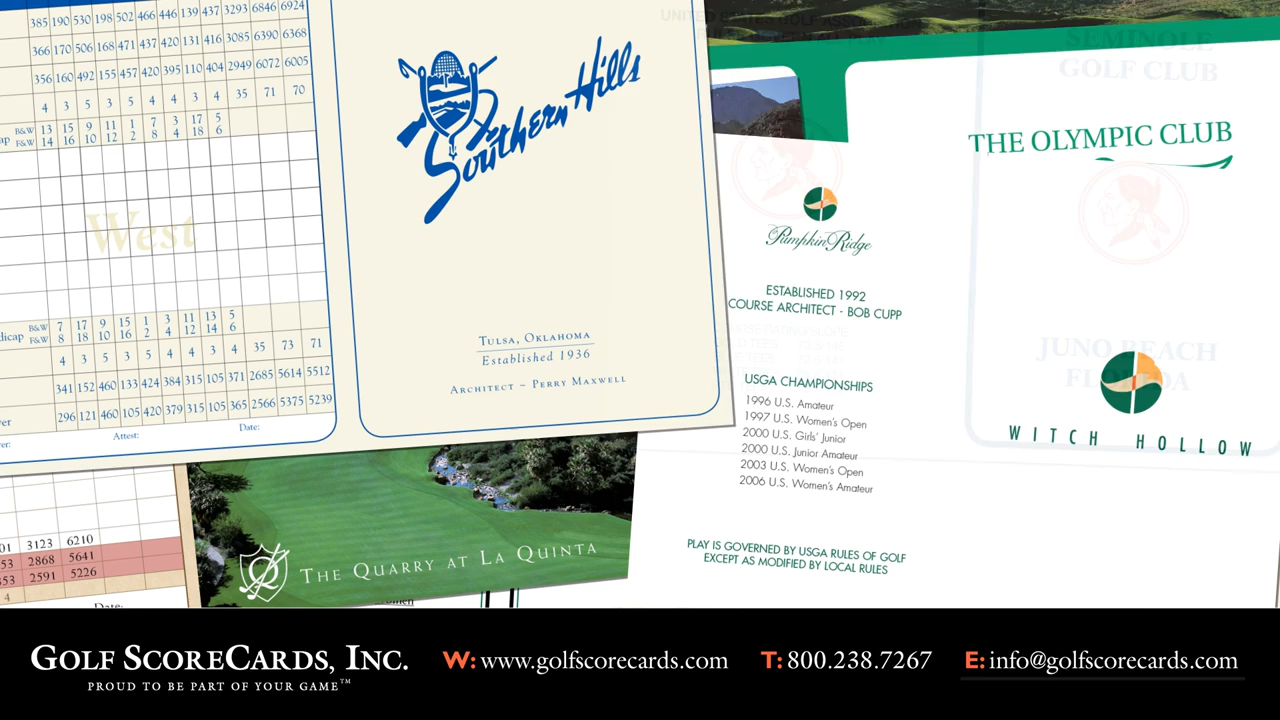 385 190 530 198 502 466 446 139 437 3293 6846 6924
366 170 506 168 471 437 420 131 416 3085 6390 6368
356 160 492 155 457 420 395 110 404 2949 6072 6005
4 3 5 3 4 4 4 3 4 35 71 70
B&W 13 15 9 11 1 7 3 17 5
F&W 14 16 10 12 2 8 4 18 6
West
dicap B&W 7 17 9 15 1 3 11 13 5
F&W 8 18 10 16 2 4 12 14 6
4 3 5 3 5 4 4 3 4 35 73 71
341 152 460 133 424 384 315 105 371 2685 5614 5512
296 121 460 105 420 379 315 105 365 2566 5375 5239
Attest:
Date:
Southern Hills
TULSA, OKLAHOMA
Established 1936
ARCHITECT – PERRY MAXWELL
UNITED STATES GOLF ASSOCIATION
SEMINOLE
GOLF CLUB
THE OLYMPIC CLUB
Pumpkin Ridge
ESTABLISHED 1992
COURSE ARCHITECT - BOB CUPP
USGA CHAMPIONSHIPS
1996 U.S. Amateur
1997 U.S. Women's Open
2000 U.S. Girls' Junior
2000 U.S. Junior Amateur
2003 U.S. Women's Open
2006 U.S. Women's Amateur
PLAY IS GOVERNED BY USGA RULES OF GOLF
EXCEPT AS MODIFIED BY LOCAL RULES
JUNO BEACH
FLORIDA
WITCH HOLLOW
3123 6210
2868 5641
2591 5226
4
Date:
THE QUARRY AT LA QUINTA
GOLF SCORECARDS, INC.
PROUD TO BE PART OF YOUR GAME™
W: www.golfscorecards.com
T: 800.238.7267
E: info@golfscorecards.com